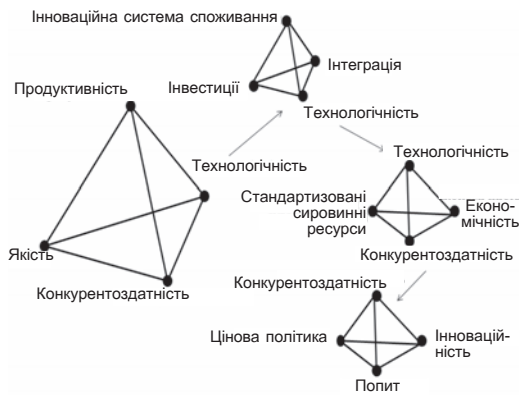 Інноваційна система споживання
Інтеграція
Інвестиції
Технологічність
Продуктивність
Технологічність
Якість
Конкурентоздатність
Технологічність
Стандартизовані
сировинні
ресурси
Еконо-
мічність
Конкурентоздатність
Конкурентоздатність
Цінова політика
Інновацій-
ність
Попит